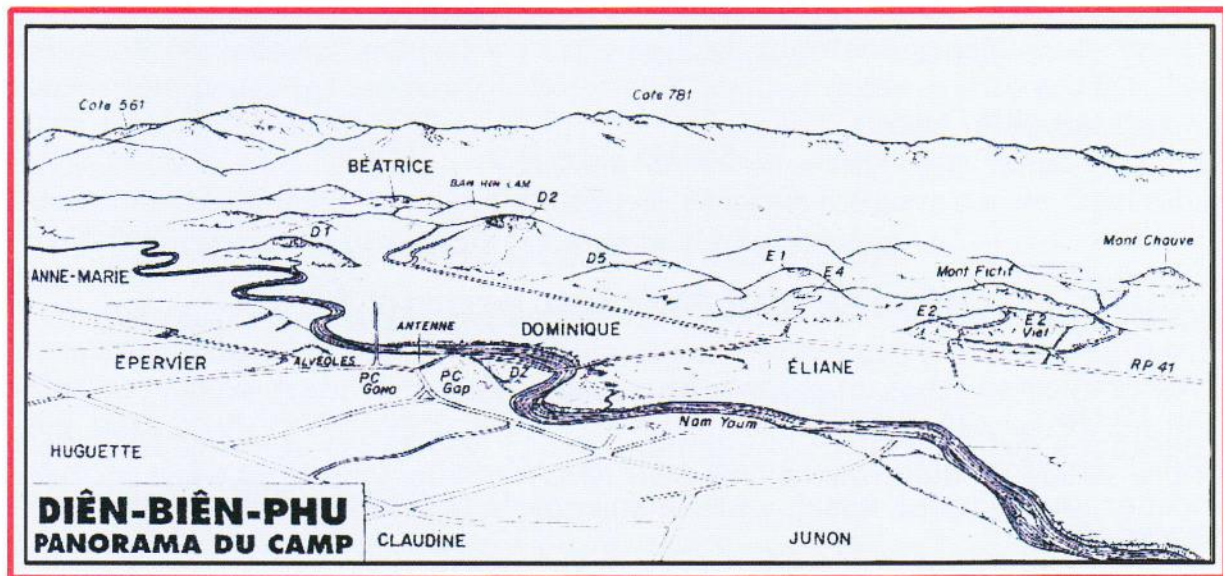 Cote 561
Cote 781
BÉATRICE
BAN HIN LAM
D2
D1
D5
E1
E4
Mont Chauve
ANNE-MARIE
Mont Fictif
E2
E2
Viet
ANTENNE
DOMINIQUE
ÉPERVIER
ALVÉOLES
PC
Gono
PC
Gap
DZ
ÉLIANE
RP 41
Nam Youm
HUGUETTE
DIÊN-BIÊN-PHU
PANORAMA DU CAMP
CLAUDINE
JUNON